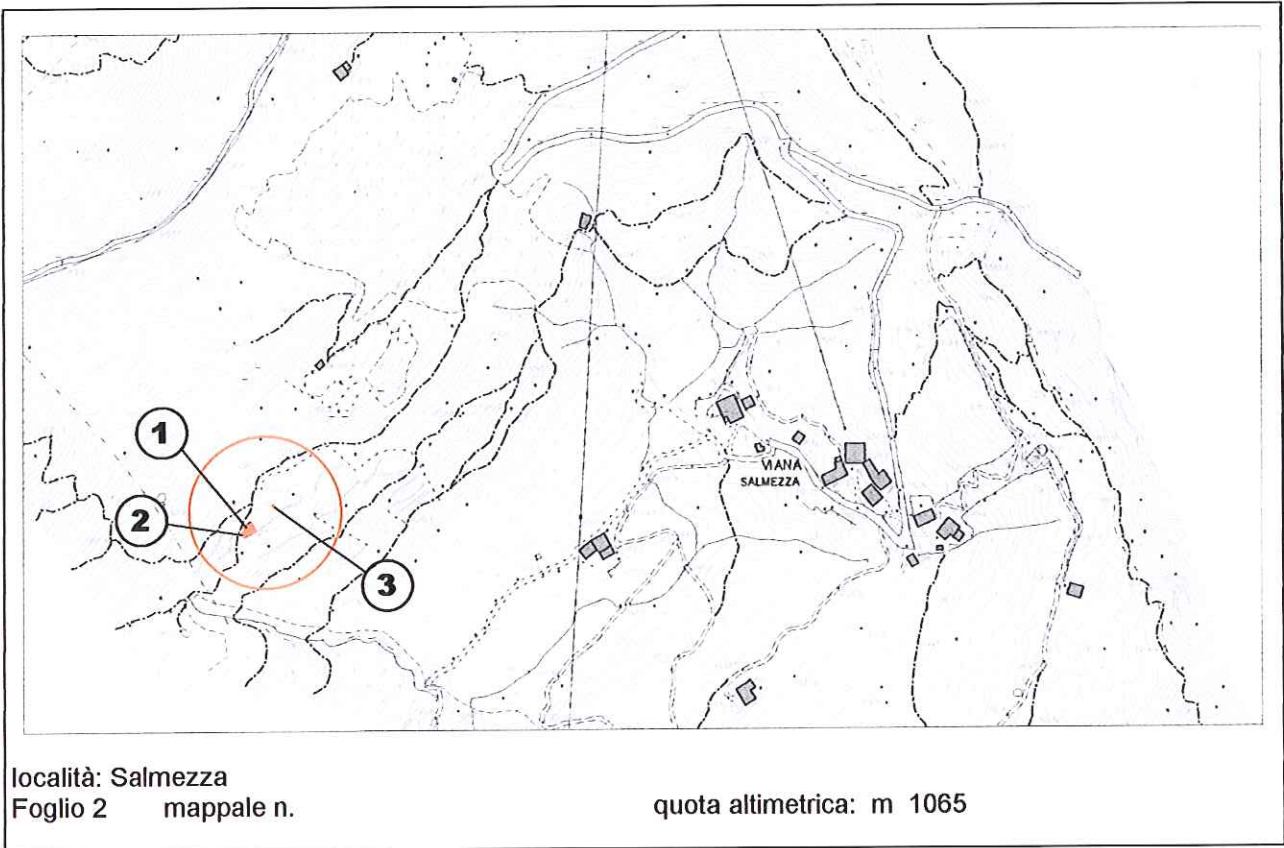 1
2
3
VIANA
SALMEZZA
località: Salmezza
Foglio 2 mappale n. quota altimetrica: m 1065